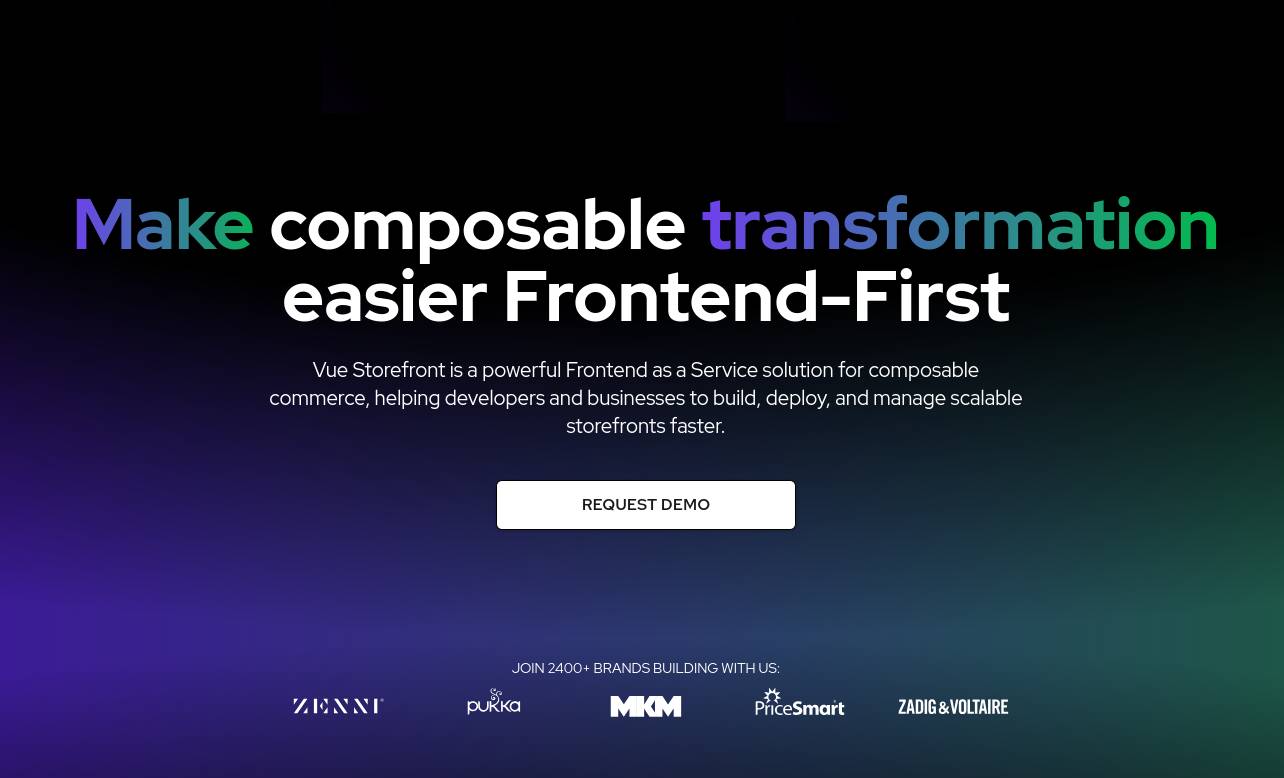 Make composable transformation
easier Frontend-First
Vue Storefront is a powerful Frontend as a Service solution for composable
commerce, helping developers and businesses to build, deploy, and manage scalable
storefronts faster.
REQUEST DEMO
JOIN 2400+ BRANDS BUILDING WITH US:
ZENNI® pukka MKM PriceSmart ZADIG & VOLTAIRE